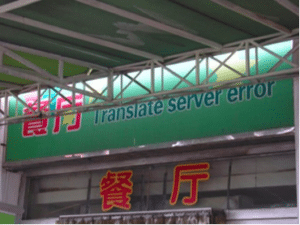 餐厅 Translate server error
餐厅